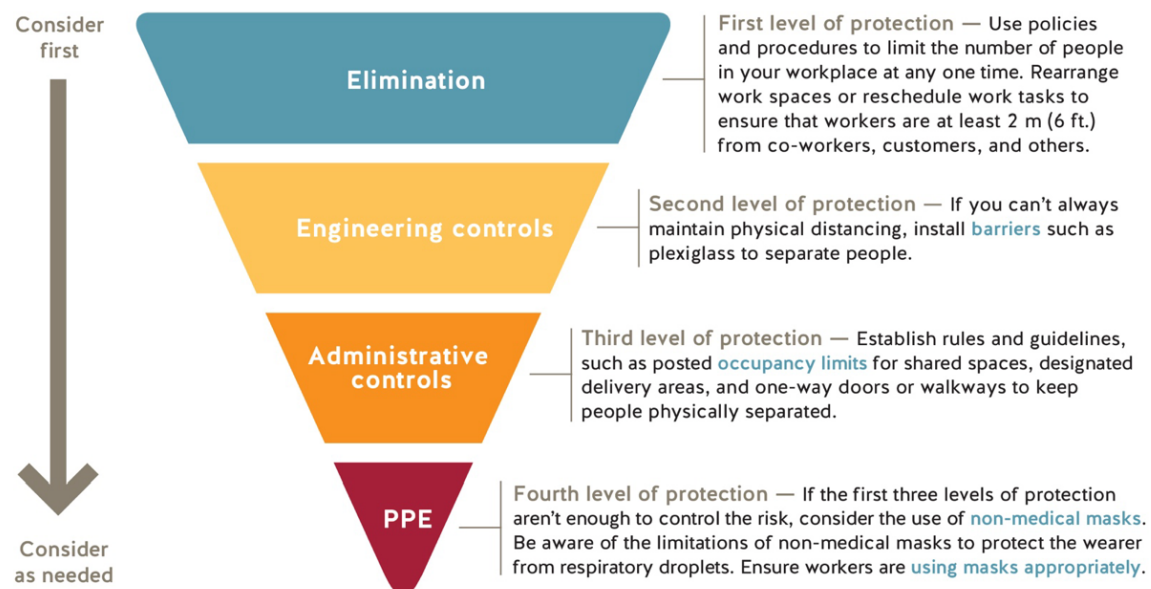 Consider
first
Elimination
First level of protection — Use policies
and procedures to limit the number of people
in your workplace at any one time. Rearrange
work spaces or reschedule work tasks to
ensure that workers are at least 2 m (6 ft.)
from co-workers, customers, and others.
Engineering controls
Second level of protection — If you can’t always
maintain physical distancing, install barriers such as
plexiglass to separate people.
Administrative
controls
Third level of protection — Establish rules and guidelines,
such as posted occupancy limits for shared spaces, designated
delivery areas, and one-way doors or walkways to keep
people physically separated.
PPE
Fourth level of protection — If the first three levels of protection
aren’t enough to control the risk, consider the use of non-medical masks.
Be aware of the limitations of non-medical masks to protect the wearer
from respiratory droplets. Ensure workers are using masks appropriately.
Consider
as needed